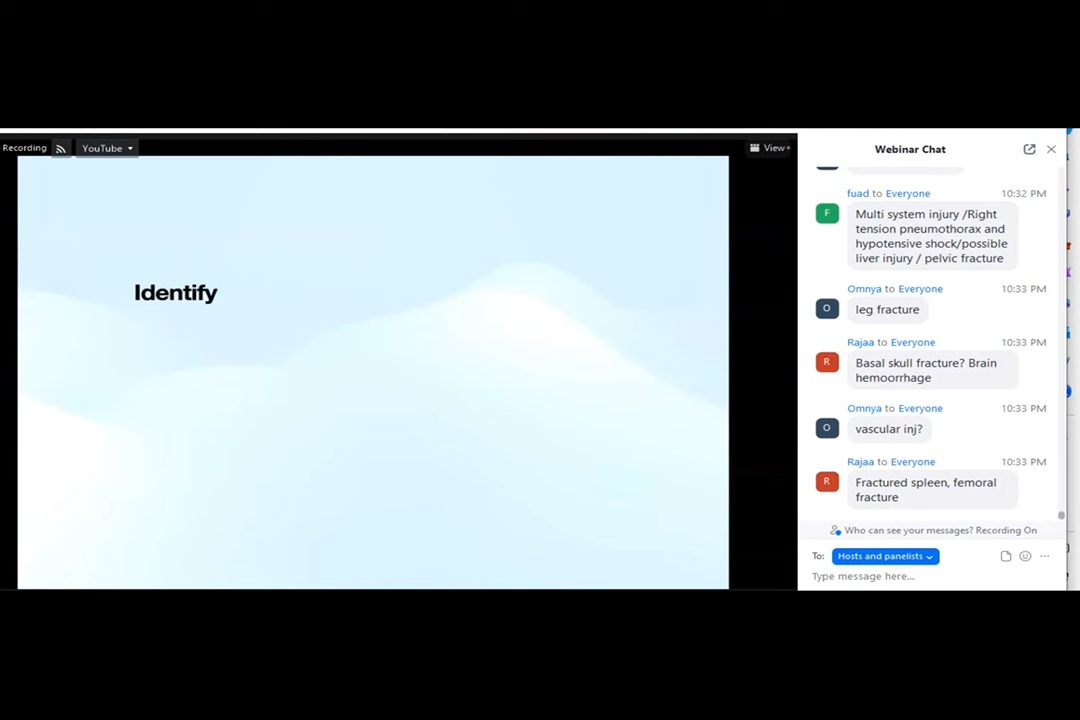 Recording
YouTube
View
Identify
Webinar Chat
fuad to Everyone
10:32 PM
F
Multi system injury /Right
tension pneumothorax and
hypotensive shock/possible
liver injury / pelvic fracture
Omnya to Everyone
10:33 PM
O
leg fracture
Rajaa to Everyone
10:33 PM
R
Basal skull fracture? Brain
hemoorrhage
Omnya to Everyone
10:33 PM
O
vascular inj?
Rajaa to Everyone
10:33 PM
R
Fractured spleen, femoral
fracture
Who can see your messages? Recording On
To: Hosts and panelists
Type message here...